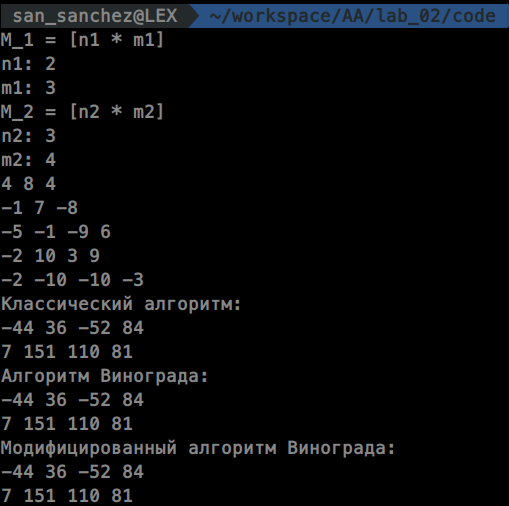 san_sanchez@LEX ~/workspace/AA/lab_02/code
M_1 = [n1 * m1]
n1: 2
m1: 3
M_2 = [n2 * m2]
n2: 3
m2: 4
4 8 4
-1 7 -8
-5 -1 -9 6
-2 10 3 9
-2 -10 -10 -3
Классический алгоритм:
-44 36 -52 84
7 151 110 81
Алгоритм Винограда:
-44 36 -52 84
7 151 110 81
Модифицированный алгоритм Винограда:
-44 36 -52 84
7 151 110 81